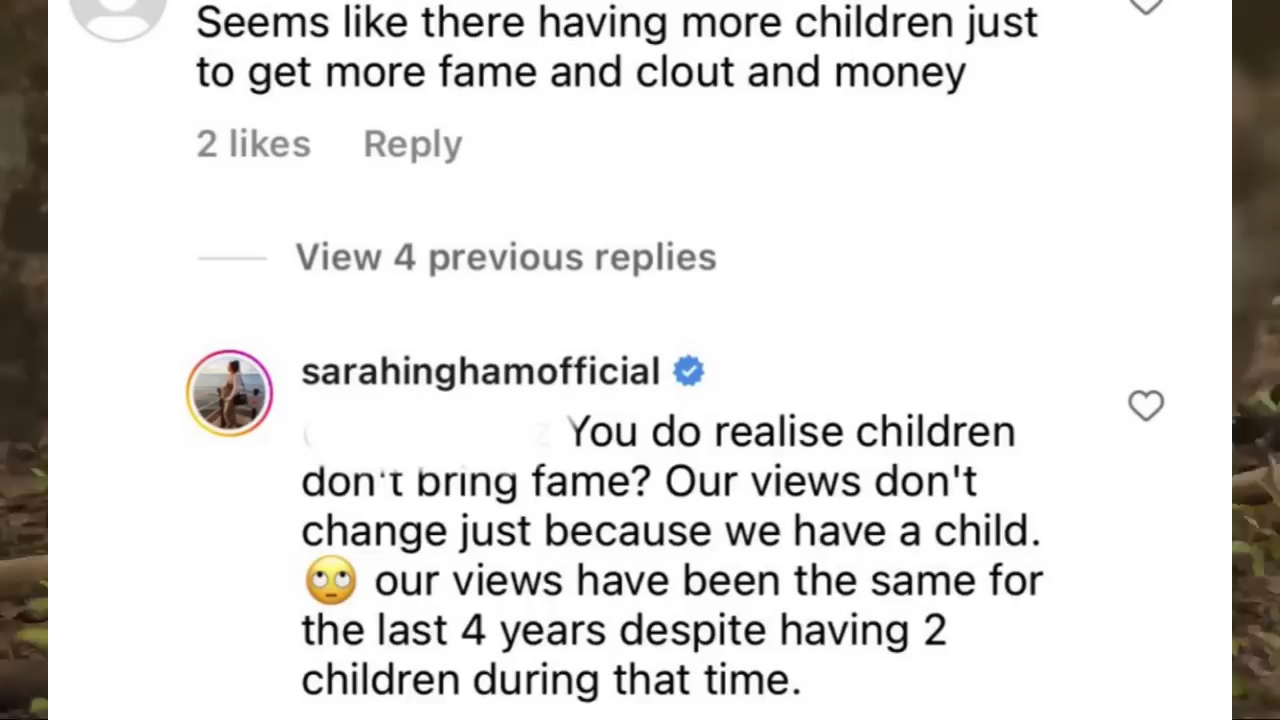 Seems like there having more children just
to get more fame and clout and money
2 likes Reply
View 4 previous replies
sarahinghamofficial
You do realise children
don't bring fame? Our views don't
change just because we have a child.
🙄 our views have been the same for
the last 4 years despite having 2
children during that time.